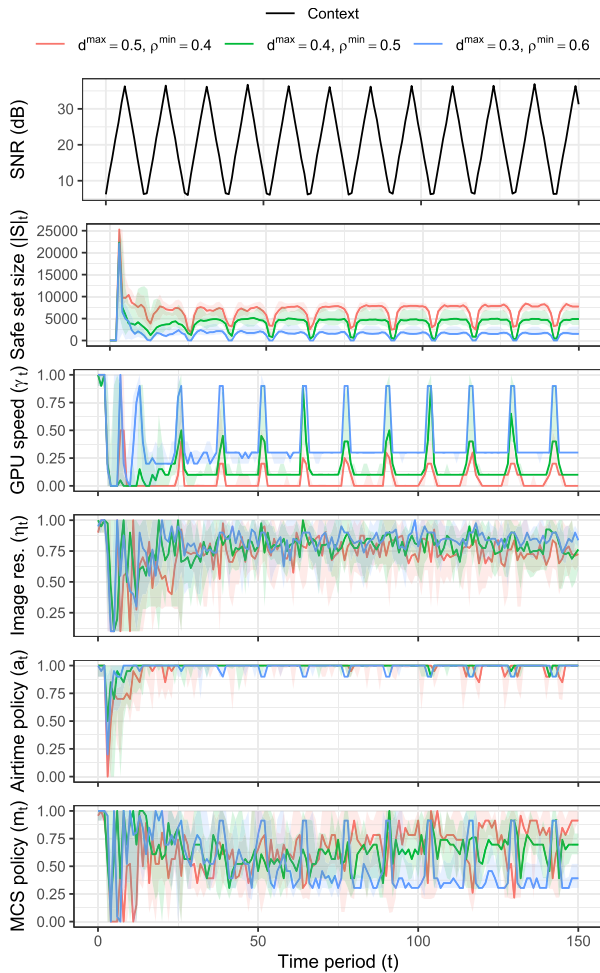 Context
d^max = 0.5, ρ^min = 0.4 d^max = 0.4, ρ^min = 0.5 d^max = 0.3, ρ^min = 0.6
SNR (dB)
30
20
10
Safe set size (|S|_t)
25000
20000
15000
10000
5000
0
GPU speed (γ_t)
1.00
0.75
0.50
0.25
0.00
Image res. (η_t)
1.00
0.75
0.50
0.25
Airtime policy (a_t)
1.00
0.75
0.50
0.25
0.00
MCS policy (m_t)
1.00
0.75
0.50
0.25
0.00
0 50 100 150
Time period (t)